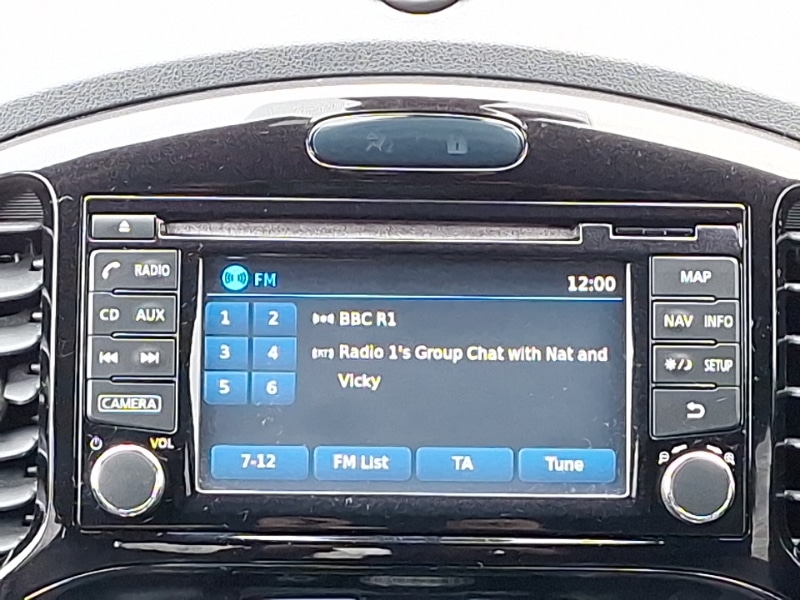 RADIO
CD AUX
CAMERA
VOL
FM
12:00
1 2
3 4
5 6
BBC R1
Radio 1's Group Chat with Nat and
Vicky
7-12
FM List
TA
Tune
MAP
NAV INFO
SETUP